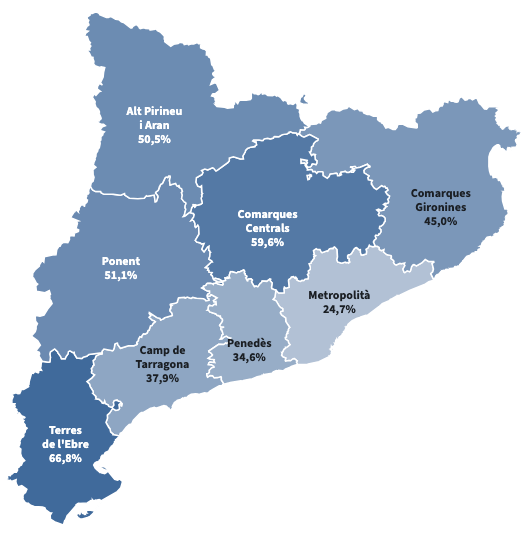 Alt Pirineu
i Aran
50,5%
Comarques
Gironines
45,0%
Comarques
Centrals
59,6%
Ponent
51,1%
Metropolità
24,7%
Penedès
34,6%
Camp de
Tarragona
37,9%
Terres
de l'Ebre
66,8%